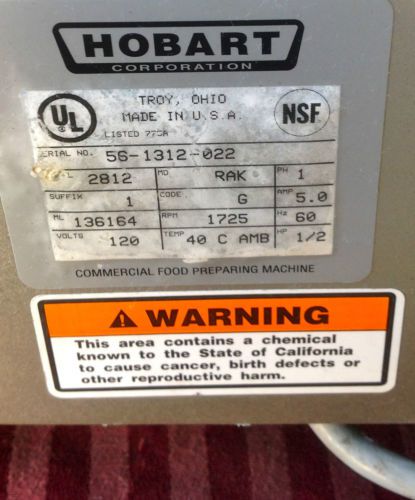 HOBART
CORPORATION
UL
TROY, OHIO
MADE IN U.S.A.
LISTED 775A
NSF
ERIAL NO. 56-1312-022
L 2812 MD RAK PH 1
SUFFIX 1 CODE G AMP 5.0
ML 136164 RPM 1725 Hz 60
VOLTS 120 TEMP 40 C AMB HP 1/2
COMMERCIAL FOOD PREPARING MACHINE
WARNING
This area contains a chemical
known to the State of California
to cause cancer, birth defects or
other reproductive harm.